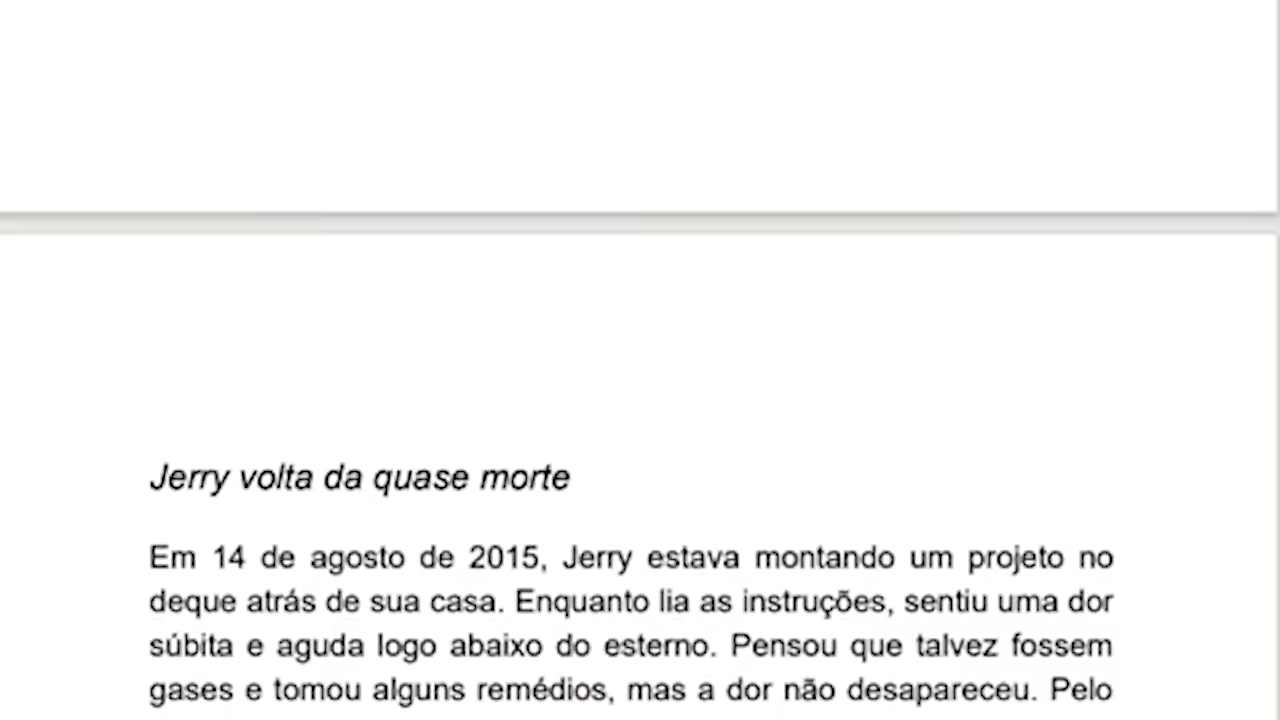 Jerry volta da quase morte
Em 14 de agosto de 2015, Jerry estava montando um projeto no
deque atrás de sua casa. Enquanto lia as instruções, sentiu uma dor
súbita e aguda logo abaixo do esterno. Pensou que talvez fossem
gases e tomou alguns remédios, mas a dor não desapareceu. Pelo